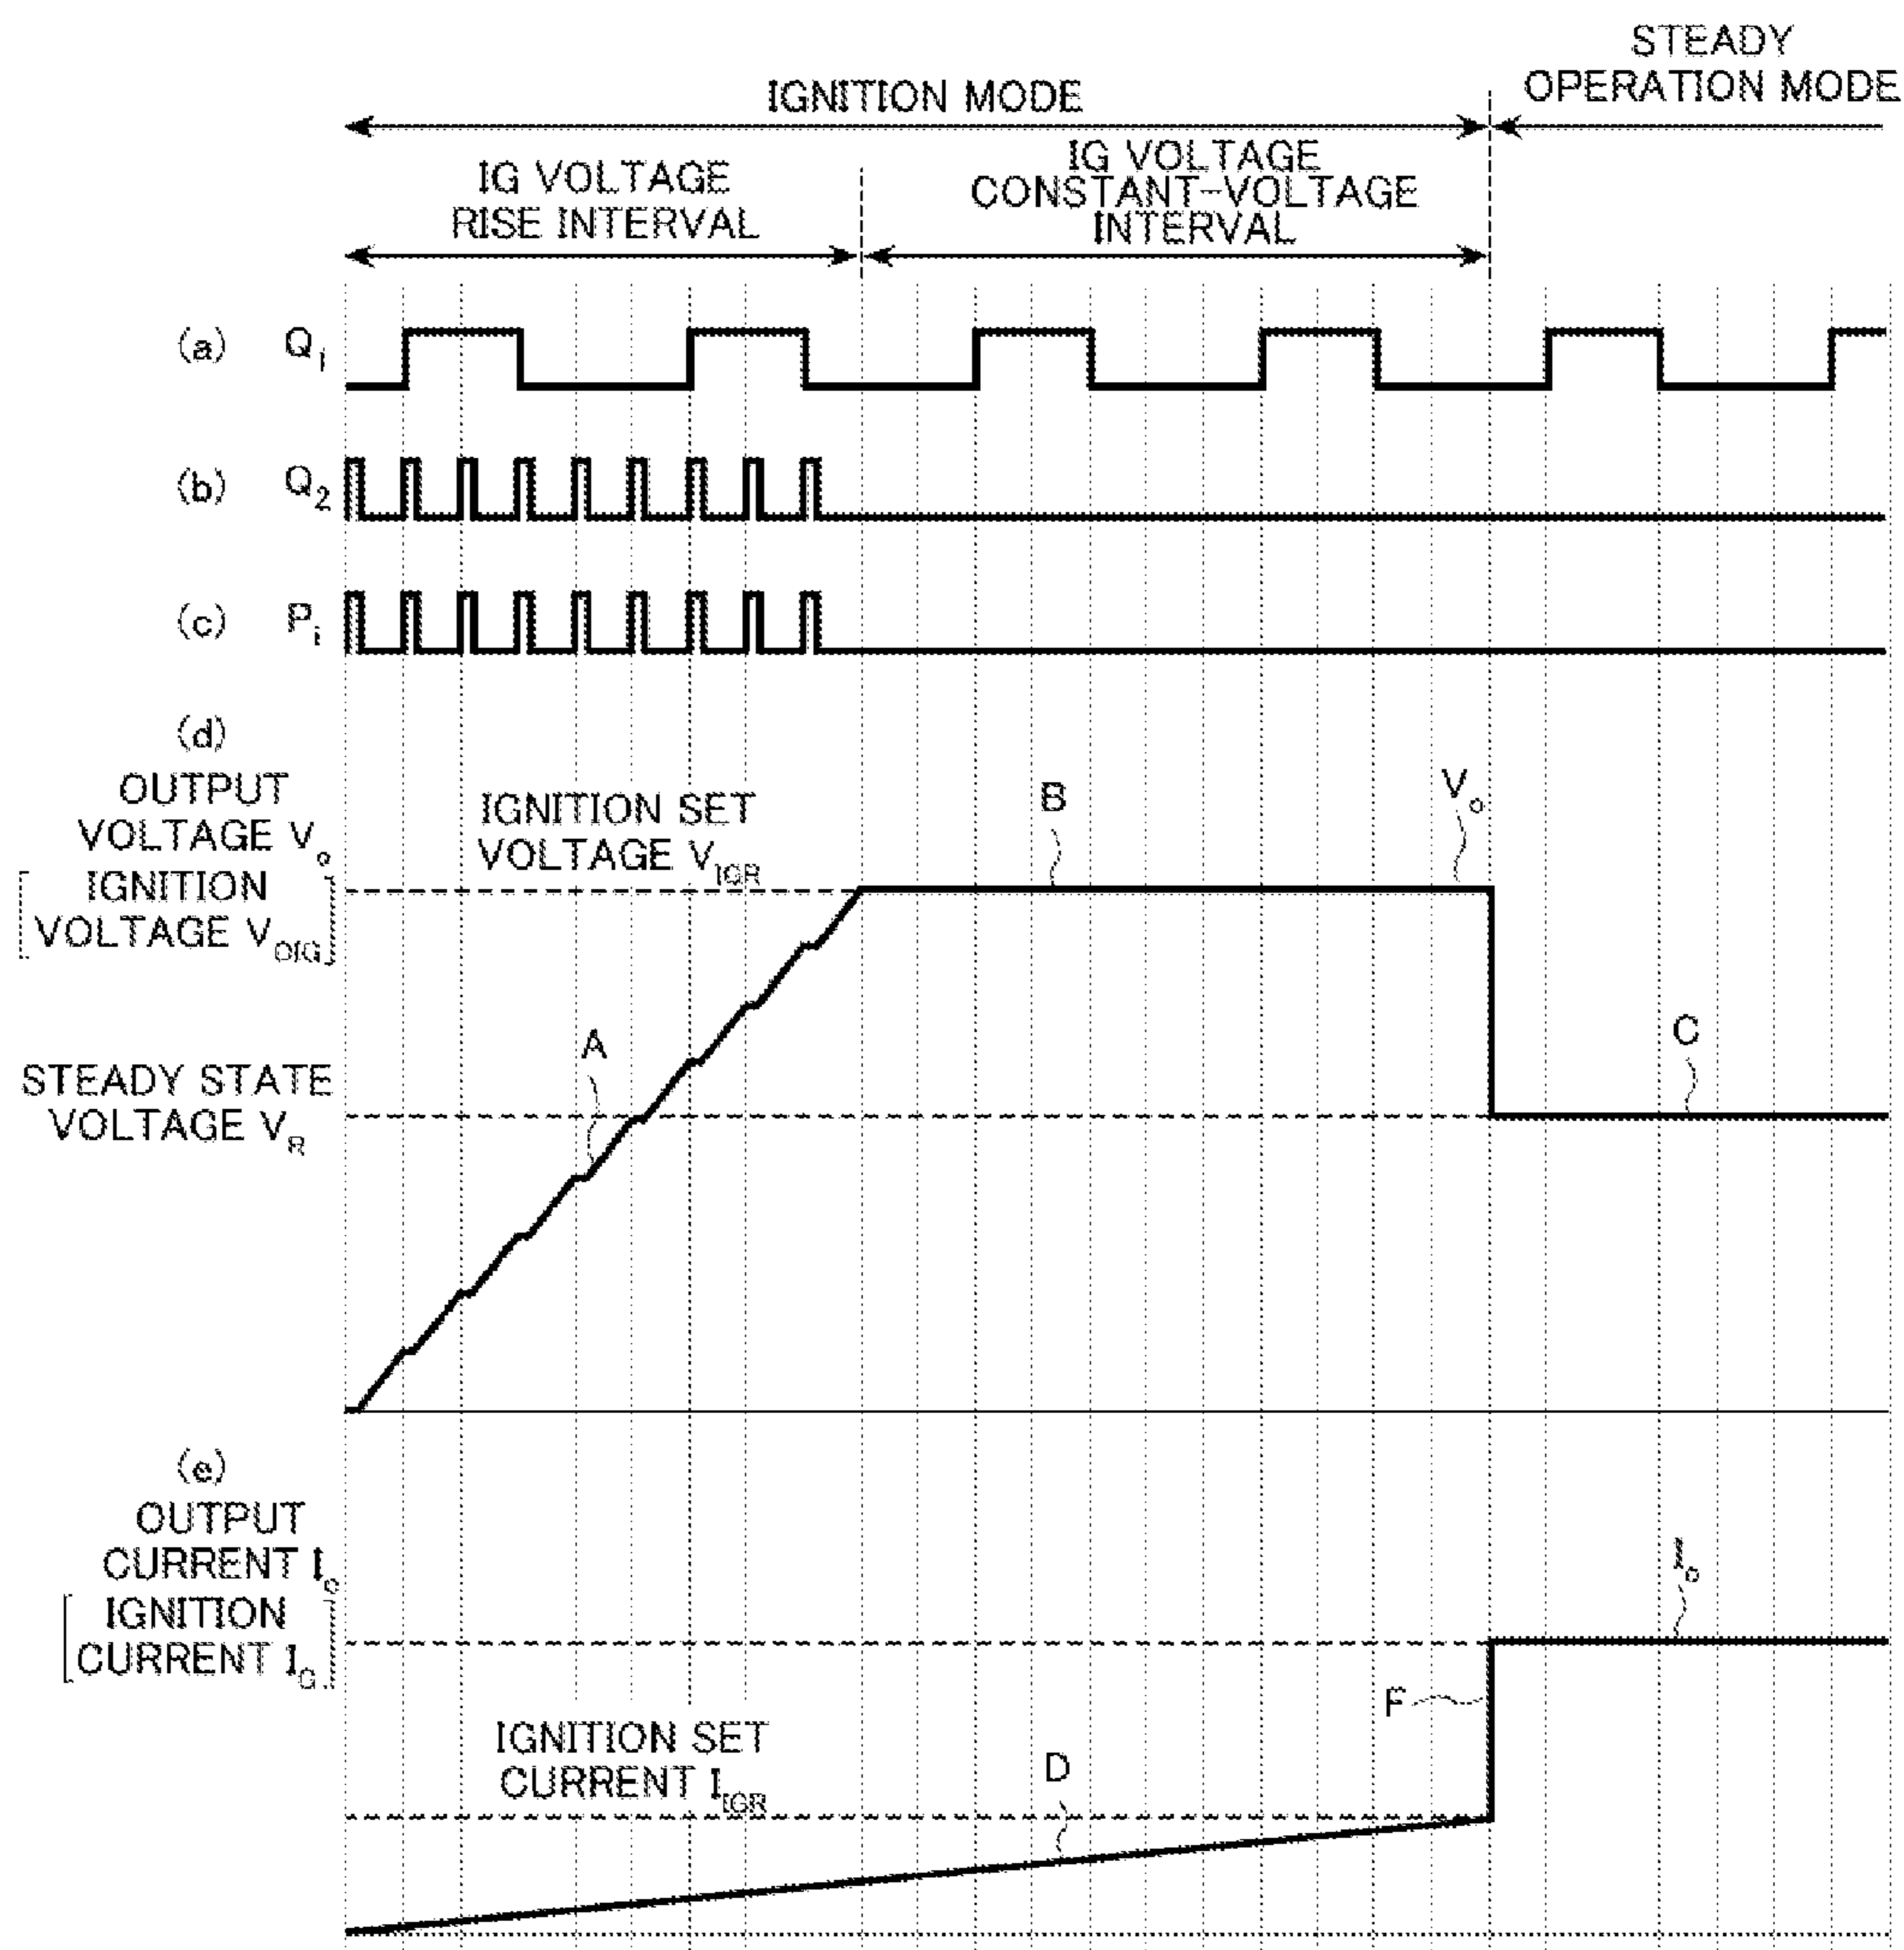 STEADY
OPERATION MODE
IGNITION MODE
IG VOLTAGE
RISE INTERVAL
IG VOLTAGE
CONSTANT-VOLTAGE
INTERVAL
(a) Q1
(b) Q2
(c) Pi
(d)
OUTPUT
VOLTAGE Vo
IGNITION
VOLTAGE VOIG
IGNITION SET
VOLTAGE VIGR
B
Vo
A
C
STEADY STATE
VOLTAGE VR
(e)
OUTPUT
CURRENT Io
IGNITION
CURRENT IG
Io
F
IGNITION SET
CURRENT IIGR
D